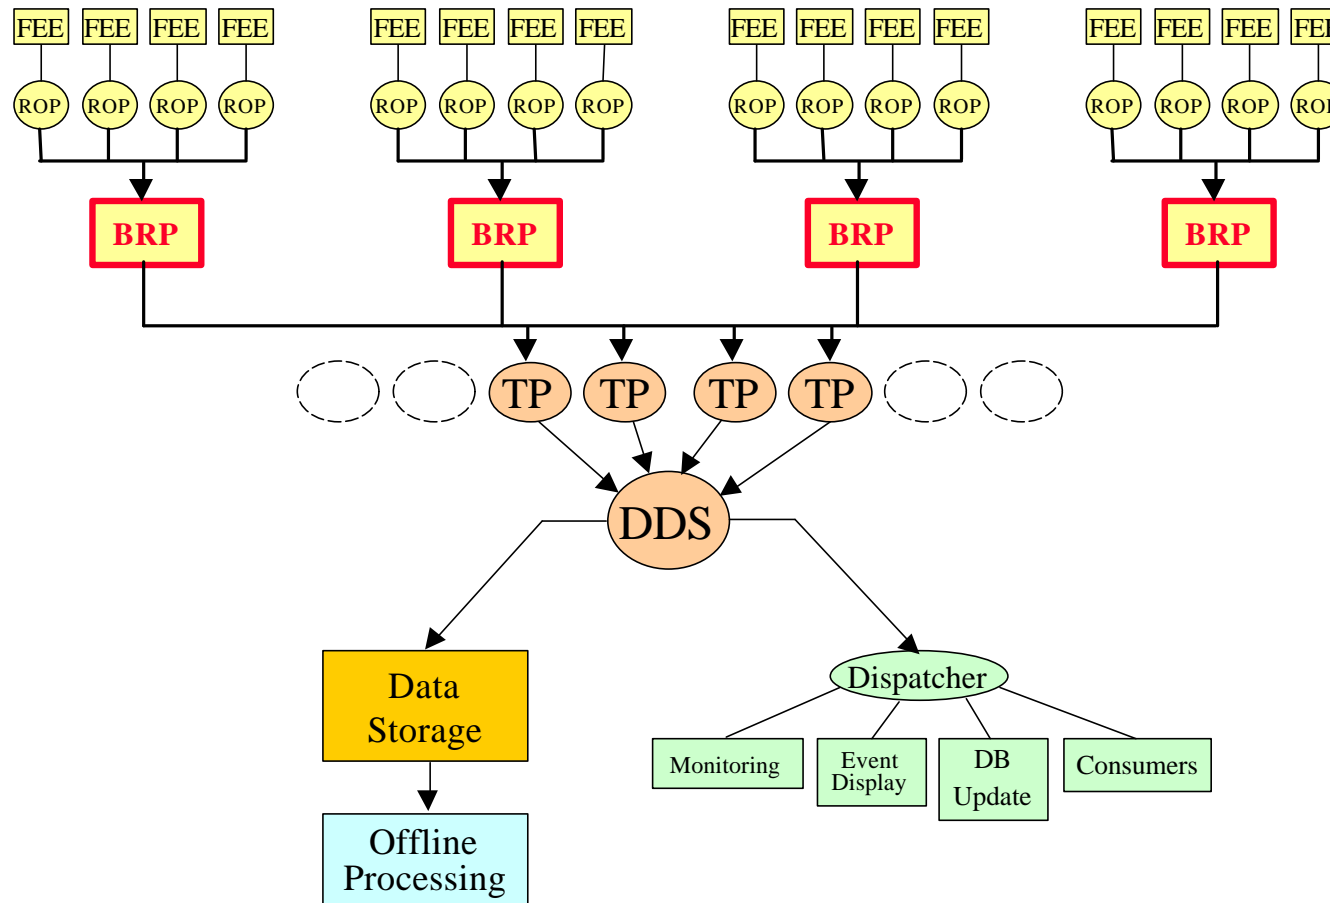 FEE FEE FEE FEE FEE FEE FEE FEE FEE FEE FEE FEE FEE FEE FEE FEE
ROP ROP ROP ROP ROP ROP ROP ROP ROP ROP ROP ROP ROP ROP ROP ROP
BRP BRP BRP BRP
TP TP TP TP
DDS
Data
Storage
Offline
Processing
Dispatcher
Monitoring
Event
Display
DB
Update
Consumers